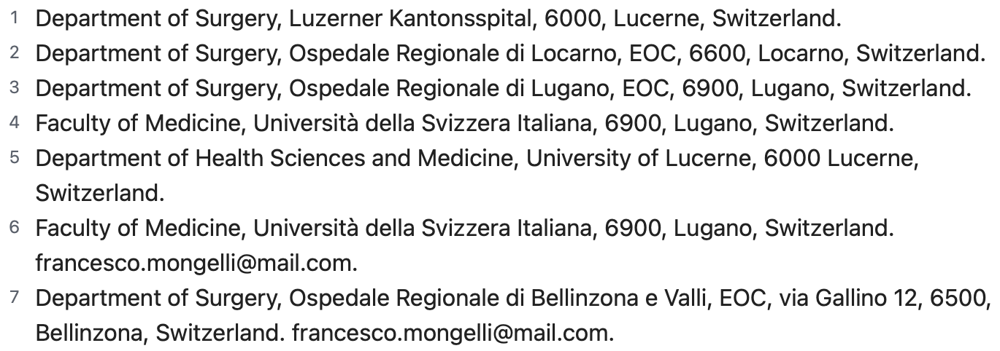 1 Department of Surgery, Luzerner Kantonsspital, 6000, Lucerne, Switzerland.
2 Department of Surgery, Ospedale Regionale di Locarno, EOC, 6600, Locarno, Switzerland.
3 Department of Surgery, Ospedale Regionale di Lugano, EOC, 6900, Lugano, Switzerland.
4 Faculty of Medicine, Università della Svizzera Italiana, 6900, Lugano, Switzerland.
5 Department of Health Sciences and Medicine, University of Lucerne, 6000 Lucerne,
Switzerland.
6 Faculty of Medicine, Università della Svizzera Italiana, 6900, Lugano, Switzerland.
francesco.mongelli@mail.com.
7 Department of Surgery, Ospedale Regionale di Bellinzona e Valli, EOC, via Gallino 12, 6500,
Bellinzona, Switzerland. francesco.mongelli@mail.com.